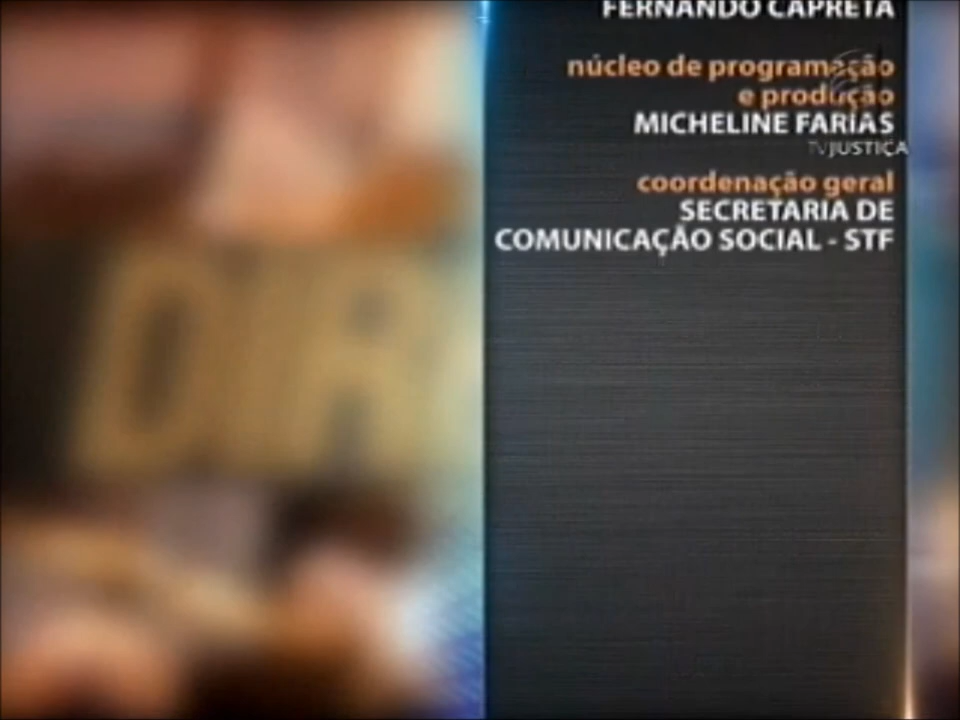 FERNANDO CAPRETA
núcleo de programação
e produção
MICHELINE FARIAS
TV JUSTIÇA
coordenação geral
SECRETARIA DE
COMUNICAÇÃO SOCIAL - STF